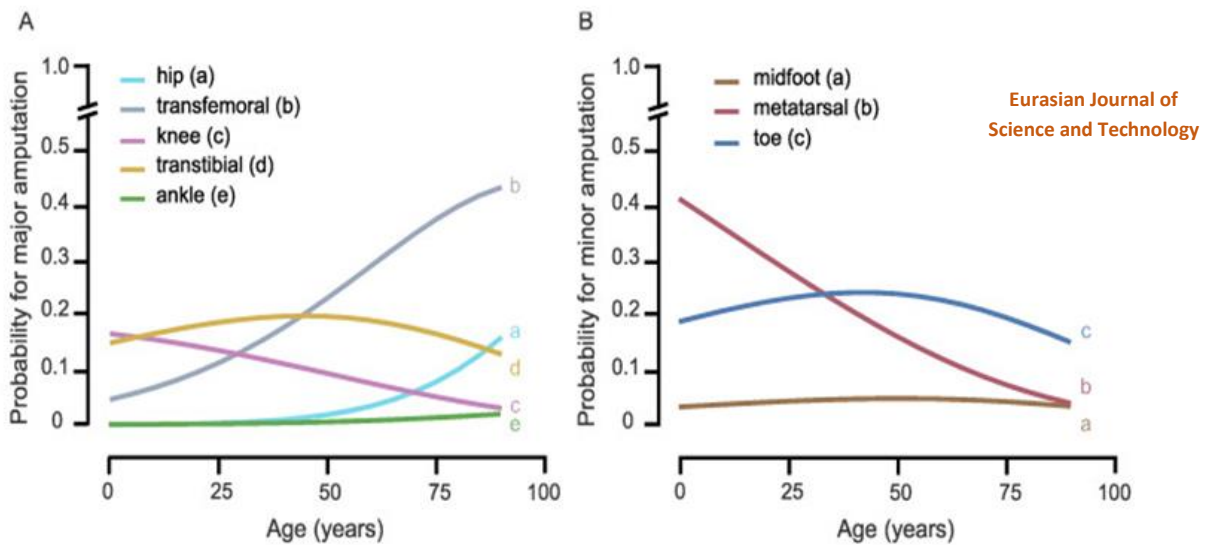 A
Probability for major amputation
1.0
0.5
0.4
0.3
0.2
0.1
0
hip (a)
transfemoral (b)
knee (c)
transtibial (d)
ankle (e)
b
a
d
c
e
0 25 50 75 100
Age (years)
B
Probability for minor amputation
1.0
0.5
0.4
0.3
0.2
0.1
0
midfoot (a)
metatarsal (b)
toe (c)
c
b
a
0 25 50 75 100
Age (years)
Eurasian Journal of
Science and Technology